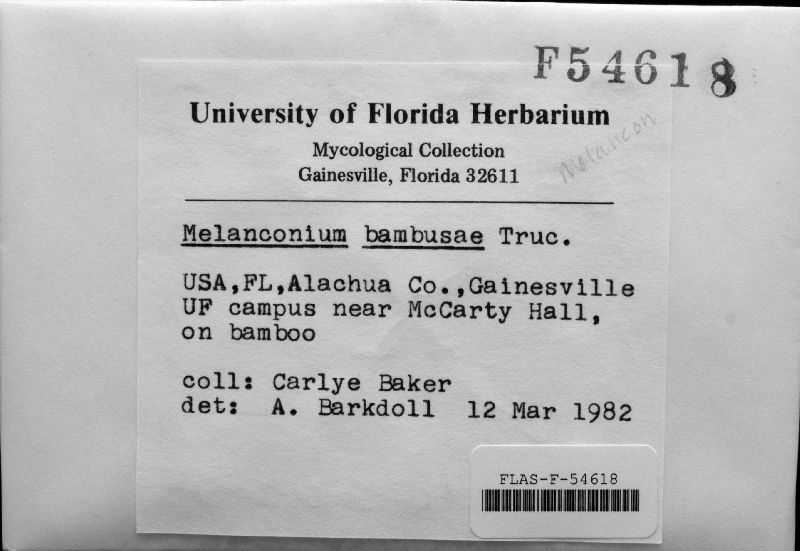 F54618
University of Florida Herbarium
Mycological Collection
Gainesville, Florida 32611
Melancon
Melanconium bambusae Truc.
USA,FL,Alachua Co.,Gainesville
UF campus near McCarty Hall,
on bamboo
coll: Carlye Baker
det: A. Barkdoll 12 Mar 1982
FLAS-F-54618